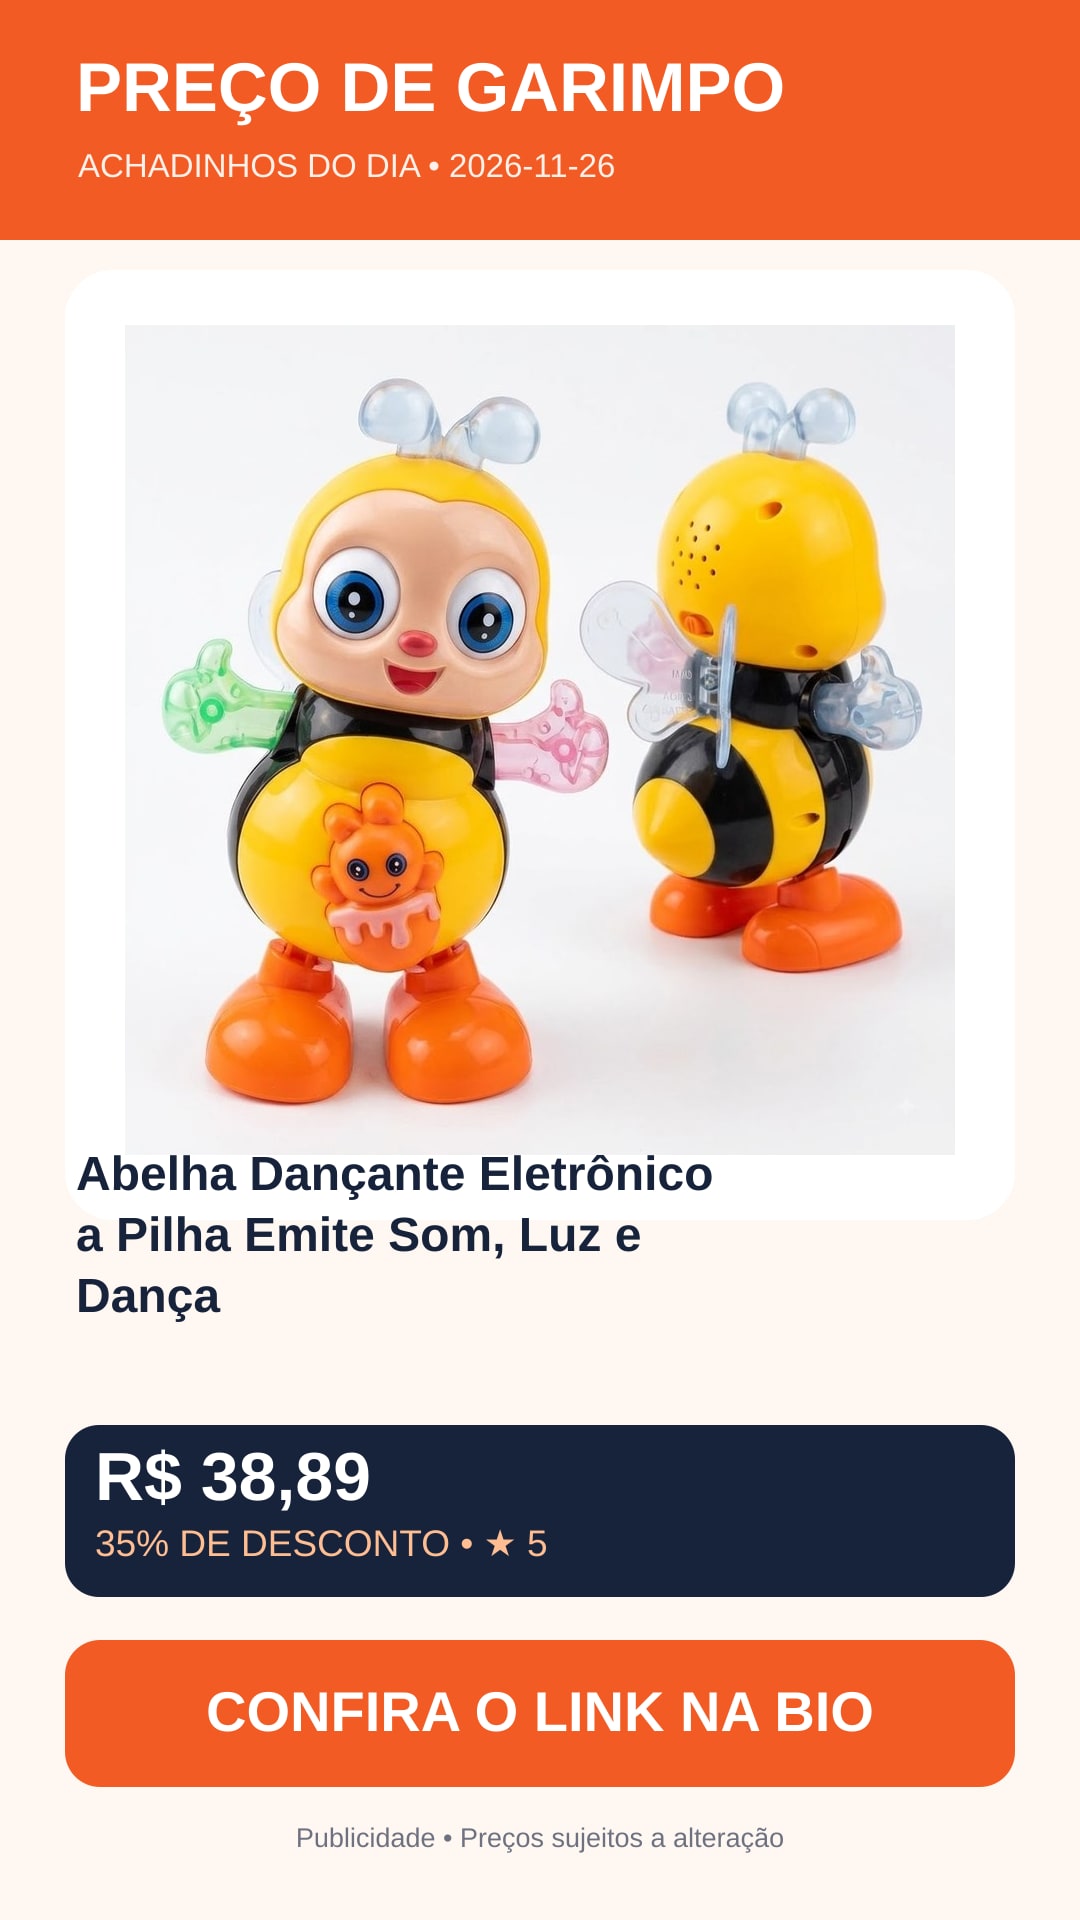 PREÇO DE GARIMPO
ACHADINHOS DO DIA • 2026-11-26
Abelha Dançante Eletrônico
a Pilha Emite Som, Luz e
Dança
R$ 38,89
35% DE DESCONTO • ★ 5
CONFIRA O LINK NA BIO
Publicidade • Preços sujeitos a alteração